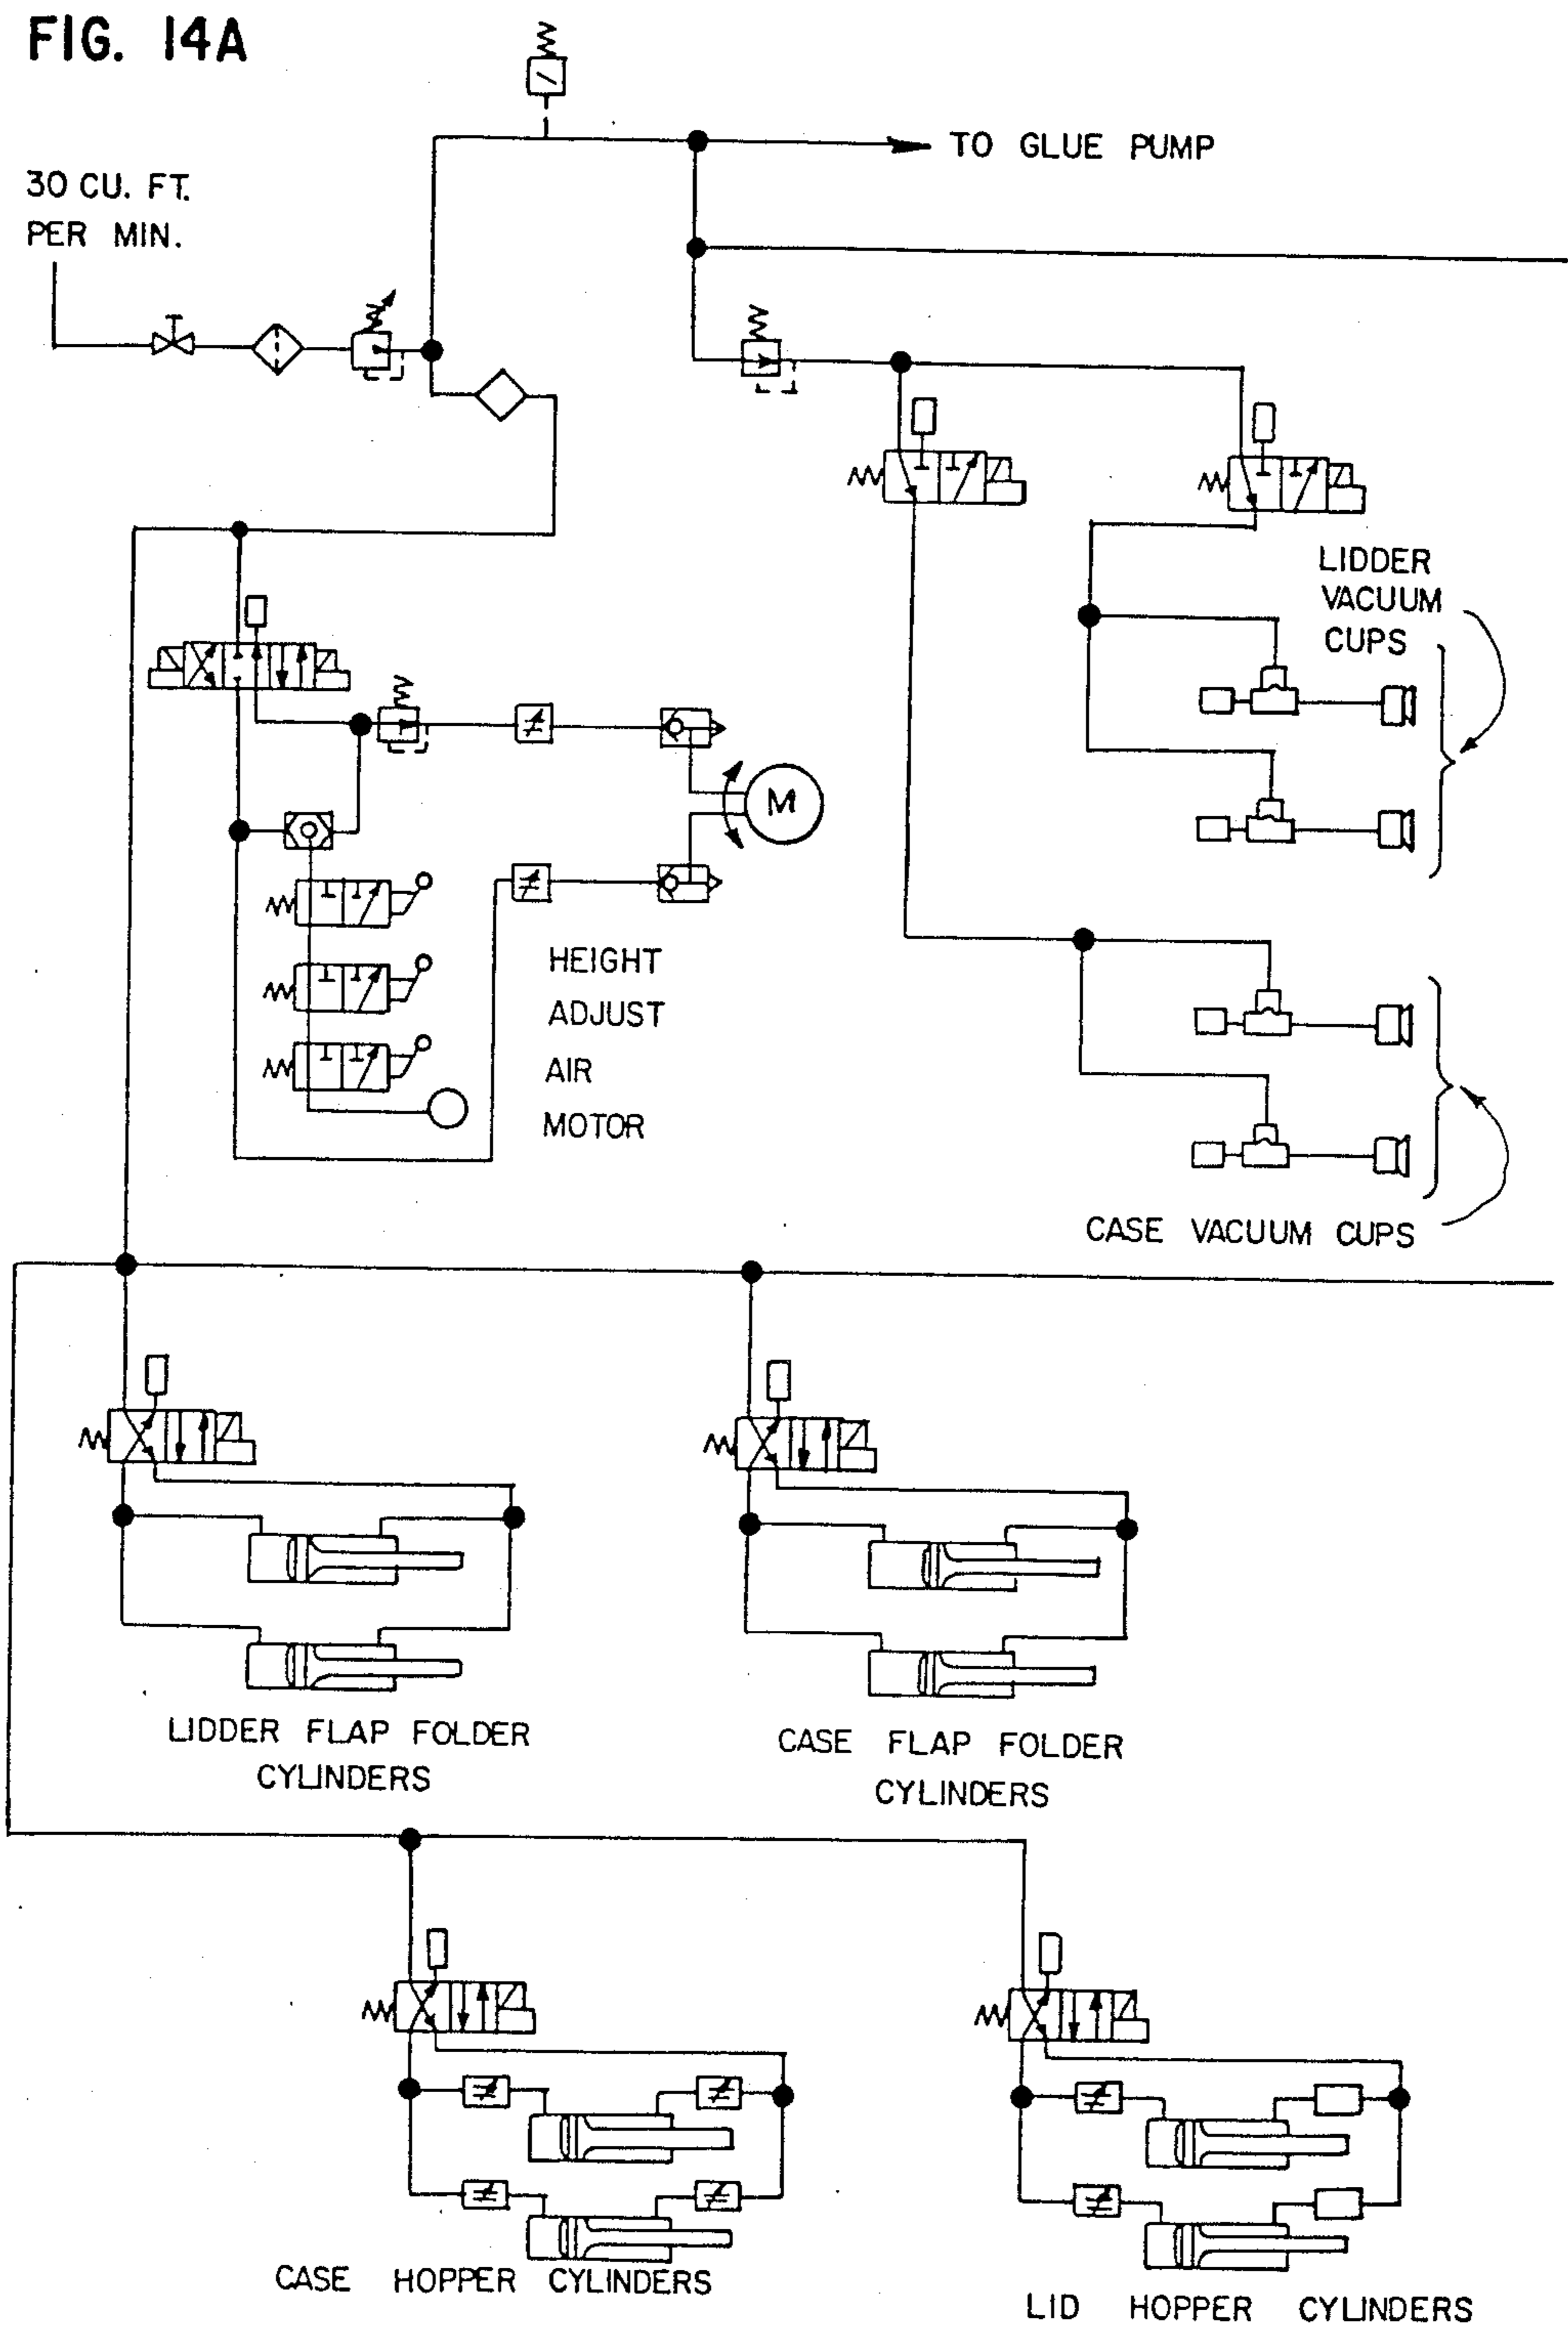 FIG. 14A
30 CU. FT.
PER MIN.
TO GLUE PUMP
LIDDER
VACUUM
CUPS
M
HEIGHT
ADJUST
AIR
MOTOR
CASE VACUUM CUPS
LIDDER FLAP FOLDER
CYLINDERS
CASE FLAP FOLDER
CYLINDERS
CASE HOPPER CYLINDERS
LID HOPPER CYLINDERS